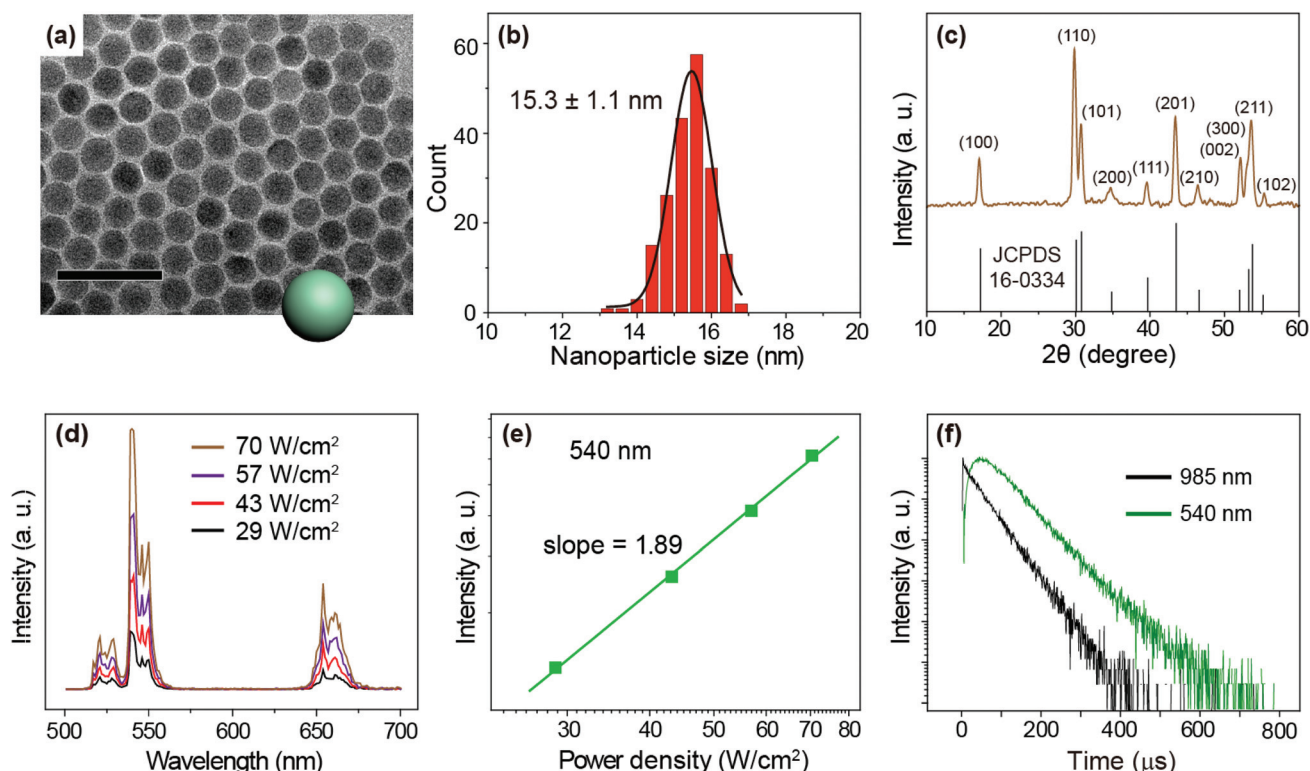 (a)
(b)
15.3 ± 1.1 nm
Count
60
40
20
0
10
12
14
16
18
20
Nanoparticle size (nm)
(c)
(100)
(110)
(101)
(200)
(111)
(201)
(210)
(300)
(002)
(211)
(102)
JCPDS
16-0334
Intensity (a. u.)
10
20
30
40
50
60
2θ (degree)
(d)
70 W/cm²
57 W/cm²
43 W/cm²
29 W/cm²
Intensity (a. u.)
500
550
600
650
700
Wavelength (nm)
(e)
540 nm
slope = 1.89
Intensity (a. u.)
30
40
50
60
70
80
Power density (W/cm²)
(f)
985 nm
540 nm
Intensity (a. u.)
0
200
400
600
800
Time (µs)